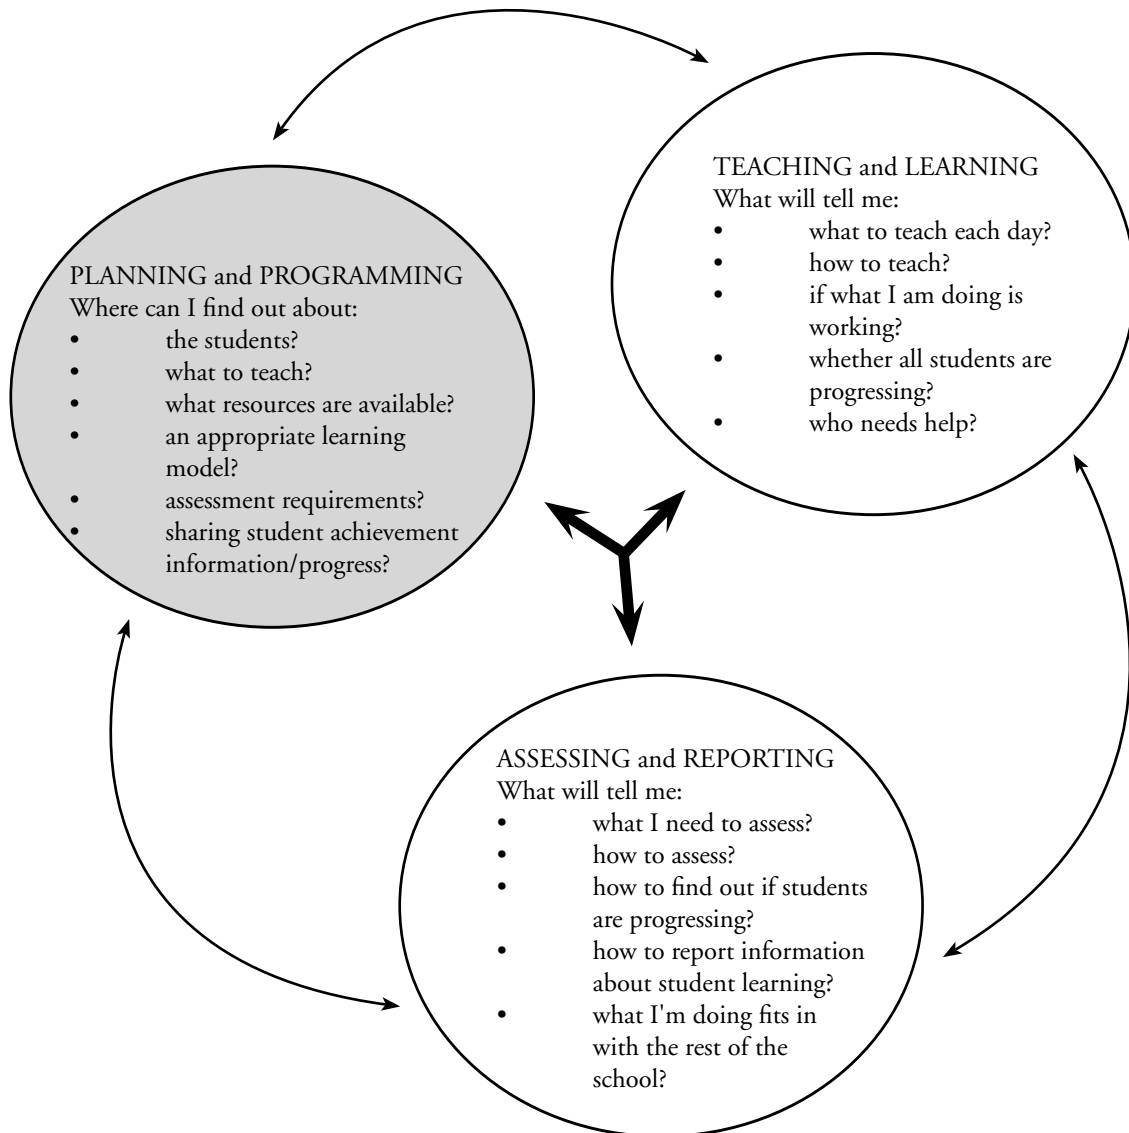 PLANNING and PROGRAMMING
Where can I find out about:
• the students?
• what to teach?
• what resources are available?
• an appropriate learning
model?
• assessment requirements?
• sharing student achievement
information/progress?
TEACHING and LEARNING
What will tell me:
• what to teach each day?
• how to teach?
• if what I am doing is
working?
• whether all students are
progressing?
• who needs help?
ASSESSING and REPORTING
What will tell me:
• what I need to assess?
• how to assess?
• how to find out if students
are progressing?
• how to report information
about student learning?
• what I'm doing fits in
with the rest of the
school?